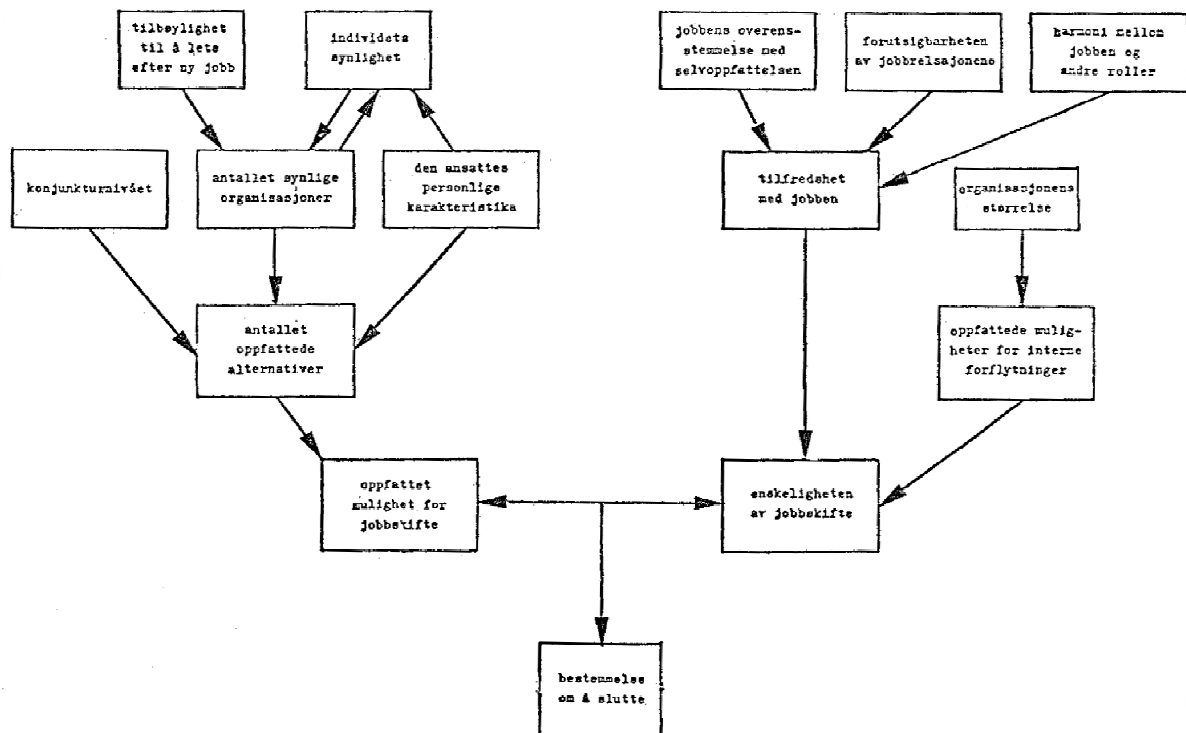 tilbøylighet
til å lete
efter ny jobb
individets
synlighet
jobbens overens-
stemmelse med
selvoppfattelsen
forutsigbarheten
av jobbrelsajonene
harmoni mellom
jobben og
andre roller
konjunkturnivået
antallet synlige
organisasjoner
den ansattes
personlige
karakteristika
tilfredshet
med jobben
organisasjonens
størrelse
antallet
oppfattede
alternativer
oppfattede mulig-
heter for interne
forflytninger
oppfattet
mulighet for
jobbskifte
ønskeligheten
av jobbskifte
bestemmelse
om å slutte